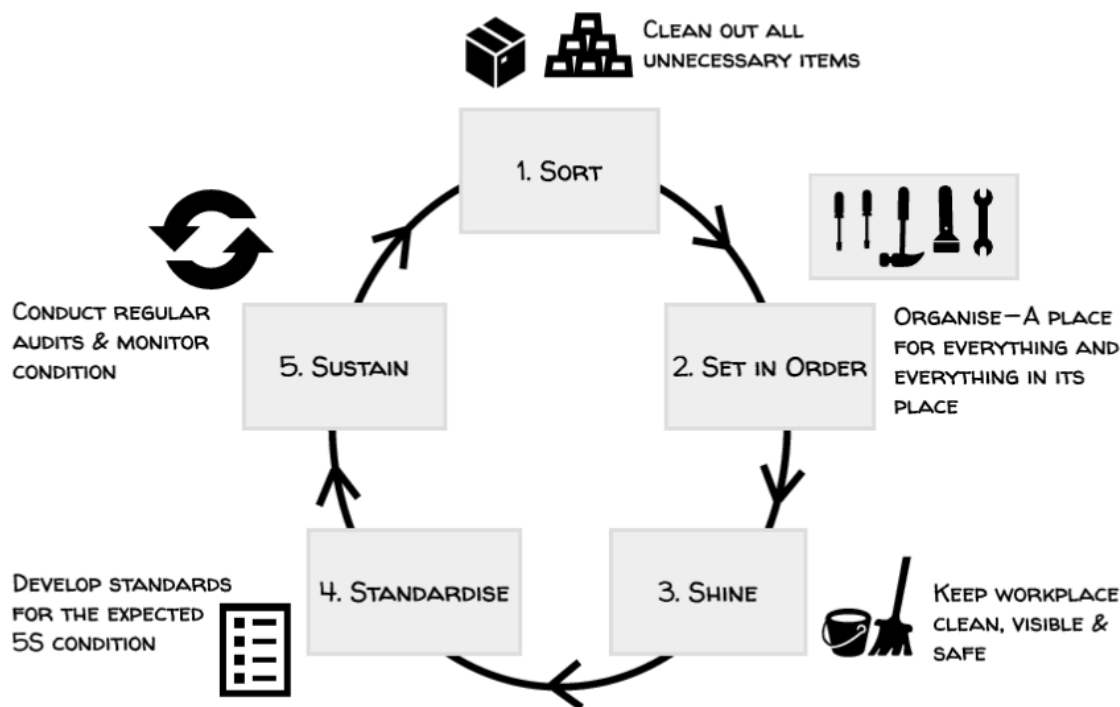 Clean out all
unnecessary items
1. Sort
2. Set in Order
Organise—A place
for everything and
everything in its
place
3. Shine
Keep workplace
clean, visible &
safe
4. Standardise
Develop standards
for the expected
5S condition
5. Sustain
Conduct regular
audits & monitor
condition